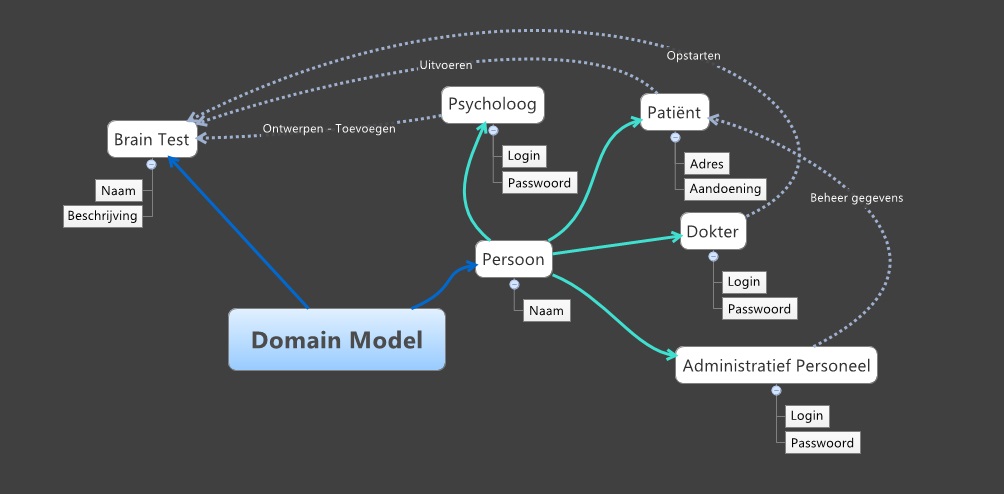 Opstarten
Uitvoeren
Psycholoog
Patiënt
Ontwerpen - Toevoegen
Brain Test
Login
Passwoord
Adres
Aandoening
Naam
Beschrijving
Beheer gegevens
Dokter
Persoon
Login
Passwoord
Naam
Domain Model
Administratief Personeel
Login
Passwoord